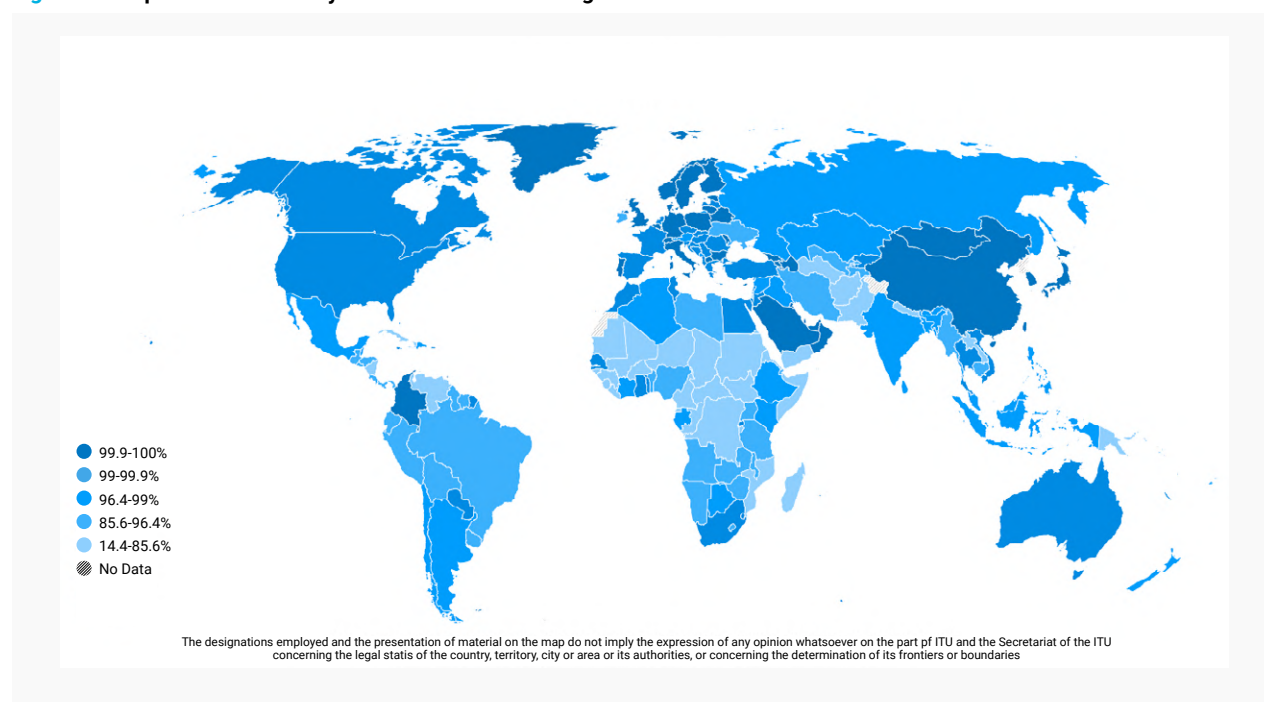 99.9-100%
99-99.9%
96.4-99%
85.6-96.4%
14.4-85.6%
No Data
The designations employed and the presentation of material on the map do not imply the expression of any opinion whatsoever on the part pf ITU and the Secretariat of the ITU
concerning the legal statis of the country, territory, city or area or its authorities, or concerning the determination of its frontiers or boundaries